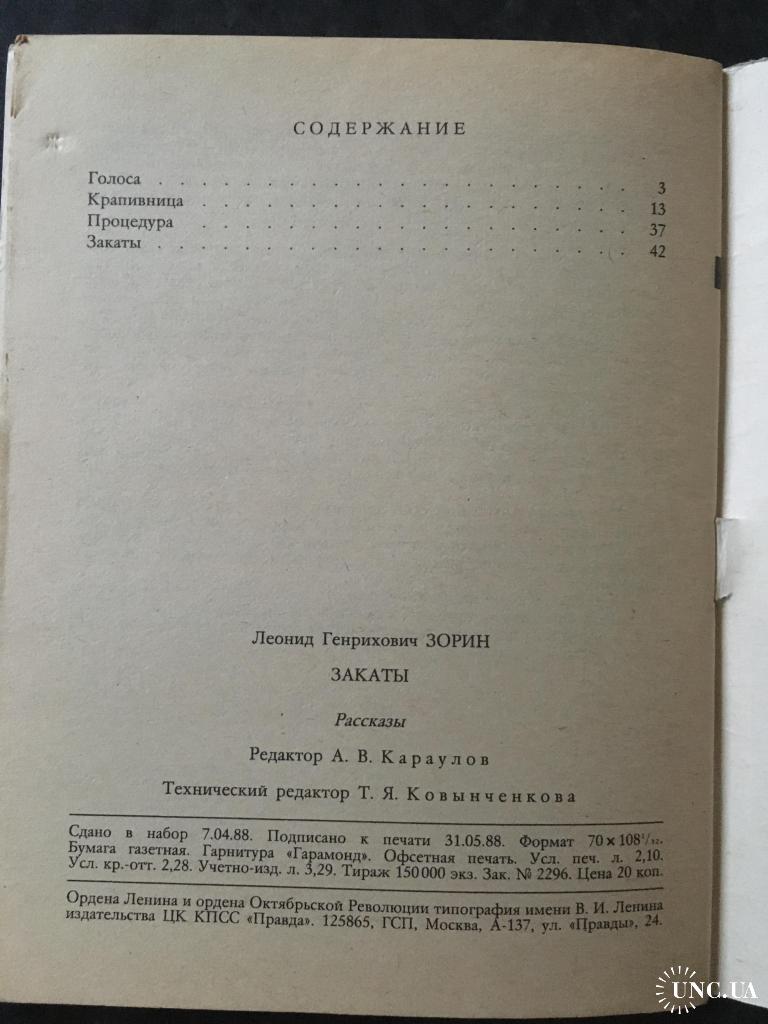 СОДЕРЖАНИЕ
Голоса . . . . . . . . . . . . . . . . . . . . . . 3
Крапивница . . . . . . . . . . . . . . . . . . . . 13
Процедура . . . . . . . . . . . . . . . . . . . . 37
Закаты . . . . . . . . . . . . . . . . . . . . . . 42
Леонид Генрихович ЗОРИН
ЗАКАТЫ
Рассказы
Редактор А. В. Караулов
Технический редактор Т. Я. Ковынченкова
Сдано в набор 7.04.88. Подписано к печати 31.05.88. Формат 70×108¹/₃₂.
Бумага газетная. Гарнитура «Гарамонд». Офсетная печать. Усл. печ. л. 2,10.
Усл. кр.-отт. 2,28. Учетно-изд. л. 3,29. Тираж 150 000 экз. Зак. № 2296. Цена 20 коп.
Ордена Ленина и ордена Октябрьской Революции типография имени В. И. Ленина
издательства ЦК КПСС «Правда». 125865, ГСП, Москва, А-137, ул. «Правды», 24.
UNC.UA